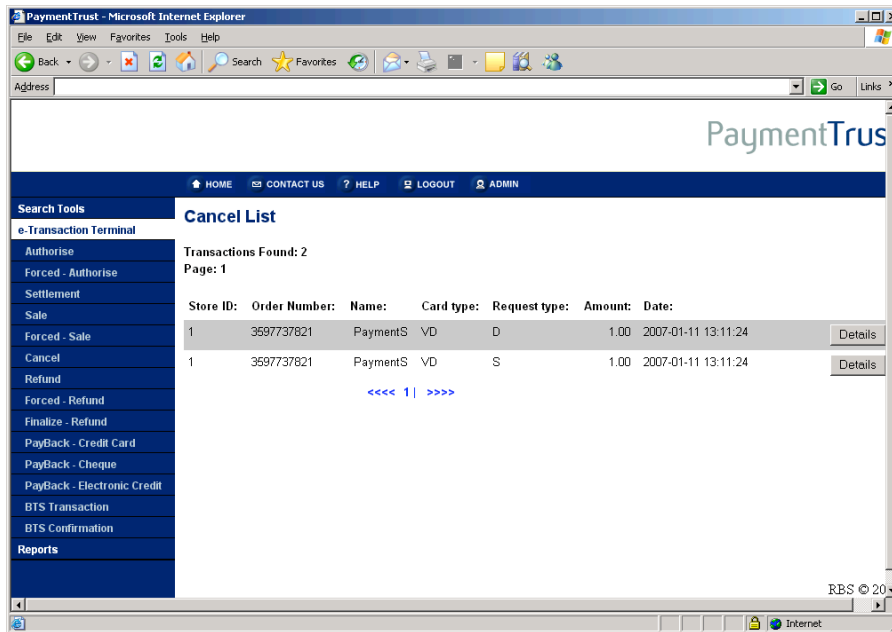 PaymentTrust - Microsoft Internet Explorer
File Edit View Favorites Tools Help
Back Search Favorites
Address Go Links
PaymentTrus
HOME CONTACT US ? HELP LOGOUT ADMIN
Search Tools
e-Transaction Terminal
Authorise
Forced - Authorise
Settlement
Sale
Forced - Sale
Cancel
Refund
Forced - Refund
Finalize - Refund
PayBack - Credit Card
PayBack - Cheque
PayBack - Electronic Credit
BTS Transaction
BTS Confirmation
Reports
Cancel List
Transactions Found: 2
Page: 1
Store ID: Order Number: Name: Card type: Request type: Amount: Date:
1 3597737821 PaymentS VD D 1.00 2007-01-11 13:11:24 Details
1 3597737821 PaymentS VD S 1.00 2007-01-11 13:11:24 Details
<<<< 1 | >>>>
RBS © 20
Internet